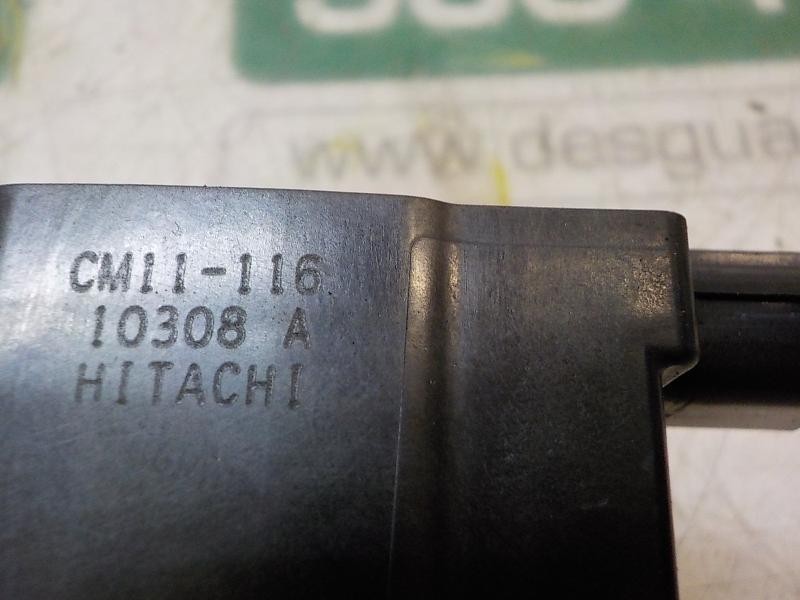 www.desgua
CM11-116
10308 A
HITACHI